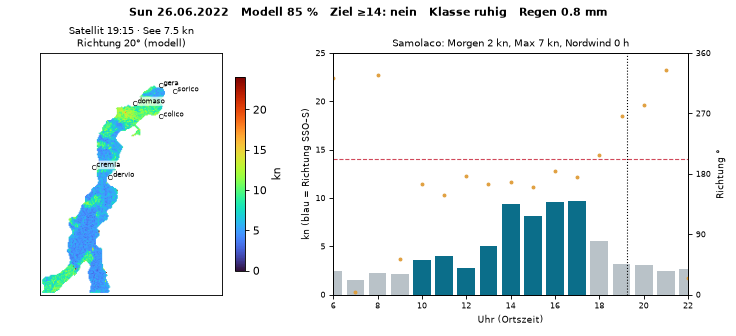 Sun 26.06.2022 Modell 85 % Ziel ≥14: nein Klasse ruhig Regen 0.8 mm
Satellit 19:15 · See 7.5 kn
Richtung 20° (modell)
gera
sorico
domaso
colico
cremia
dervio
20
15
10
5
0
kn
Samolaco: Morgen 2 kn, Max 7 kn, Nordwind 0 h
25
20
15
10
5
0
kn (blau = Richtung SSO-S)
360
270
180
90
0
Richtung °
6 8 10 12 14 16 18 20 22
Uhr (Ortszeit)